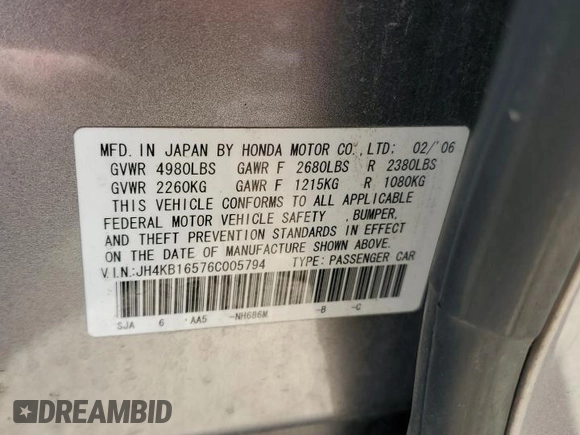 MFD. IN JAPAN BY HONDA MOTOR CO.,LTD: 02/'06
GVWR 4980LBS GAWR F 2680LBS R 2380LBS
GVWR 2260KG GAWR F 1215KG R 1080KG
THIS VEHICLE CONFORMS TO ALL APPLICABLE
FEDERAL MOTOR VEHICLE SAFETY , BUMPER,
AND THEFT PREVENTION STANDARDS IN EFFECT
ON THE DATE OF MANUFACTURE SHOWN ABOVE.
V.I.N.:JH4KB16576C005794 TYPE: PASSENGER CAR
SJA 6 'AA5 -NH686M -B -C
DREAMBID